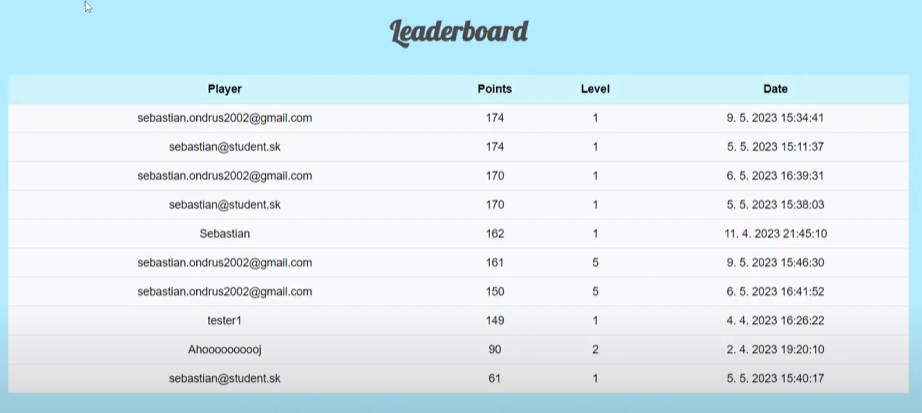 Leaderboard
Player Points Level Date
sebastian.ondrus2002@gmail.com 174 1 9. 5. 2023 15:34:41
sebastian@student.sk 174 1 5. 5. 2023 15:11:37
sebastian.ondrus2002@gmail.com 170 1 6. 5. 2023 16:39:31
sebastian@student.sk 170 1 5. 5. 2023 15:38:03
Sebastian 162 1 11. 4. 2023 21:45:10
sebastian.ondrus2002@gmail.com 161 5 9. 5. 2023 15:46:30
sebastian.ondrus2002@gmail.com 150 5 6. 5. 2023 16:41:52
tester1 149 1 4. 4. 2023 16:26:22
Ahoooooooooj 90 2 2. 4. 2023 19:20:10
sebastian@student.sk 61 1 5. 5. 2023 15:40:17